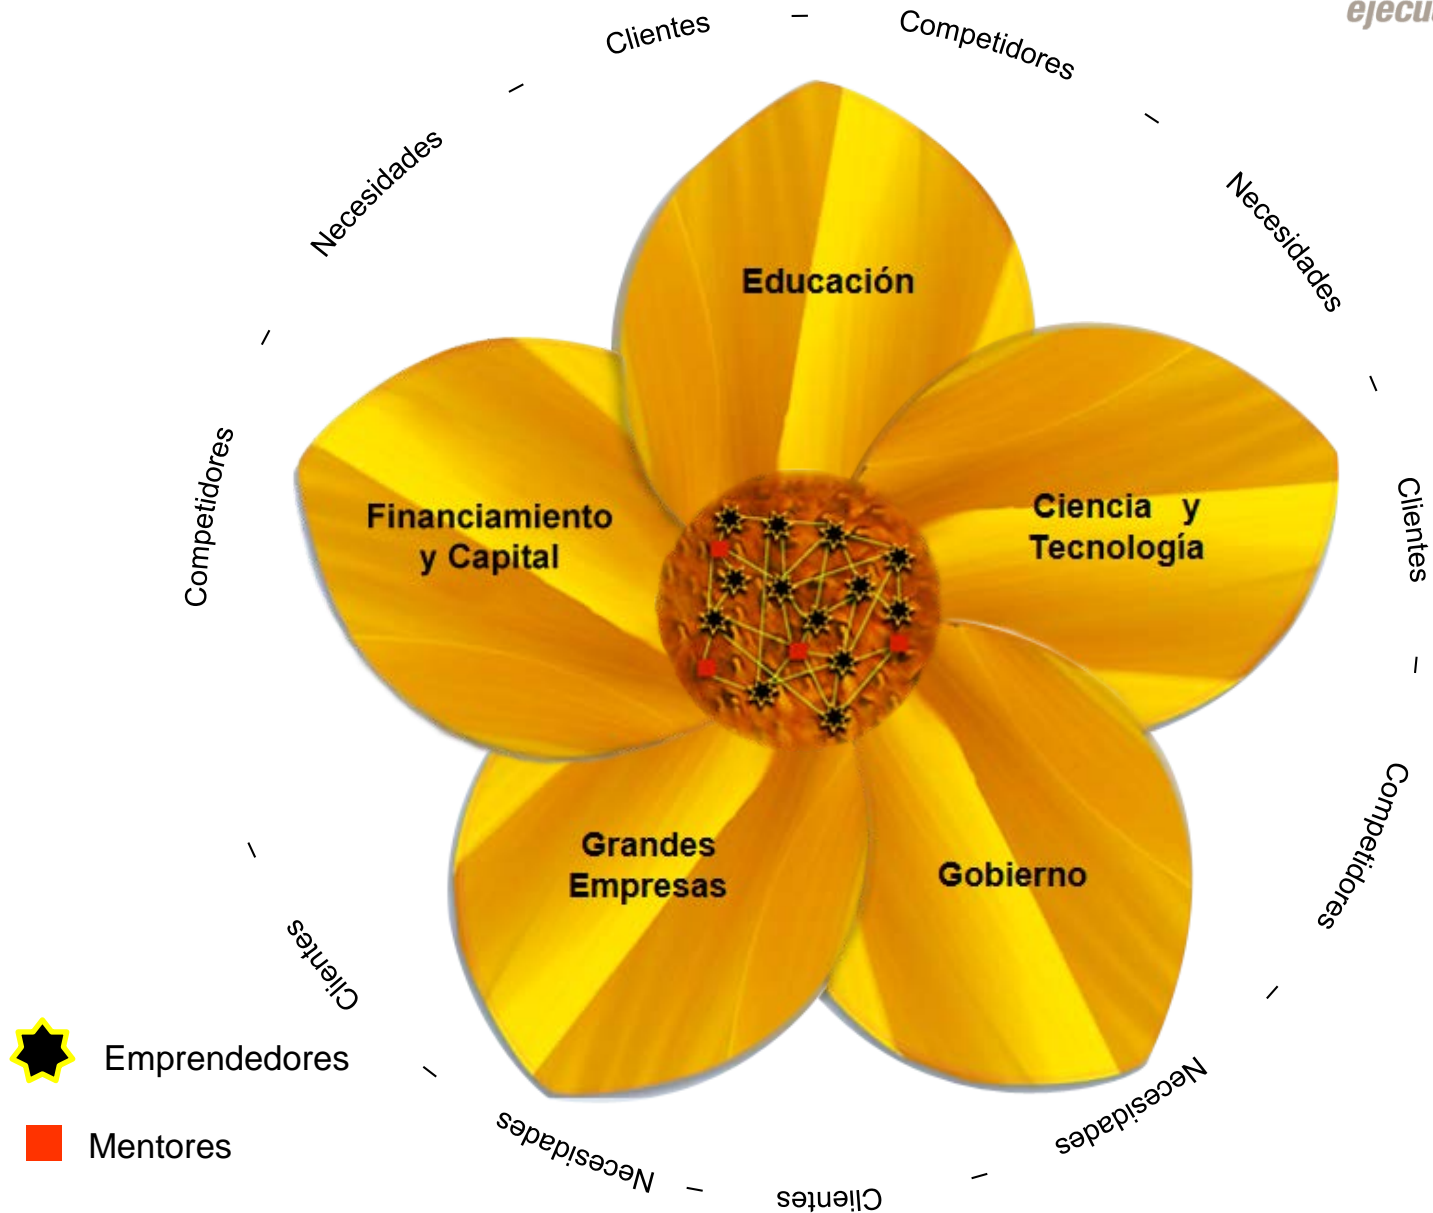 Clientes – Competidores – Necesidades – Clientes – Competidores – Necesidades – Clientes – Necesidades – Clientes – Competidores – Necesidades –
Educación
Financiamiento
y Capital
Ciencia y
Tecnología
Grandes
Empresas
Gobierno
Emprendedores
Mentores